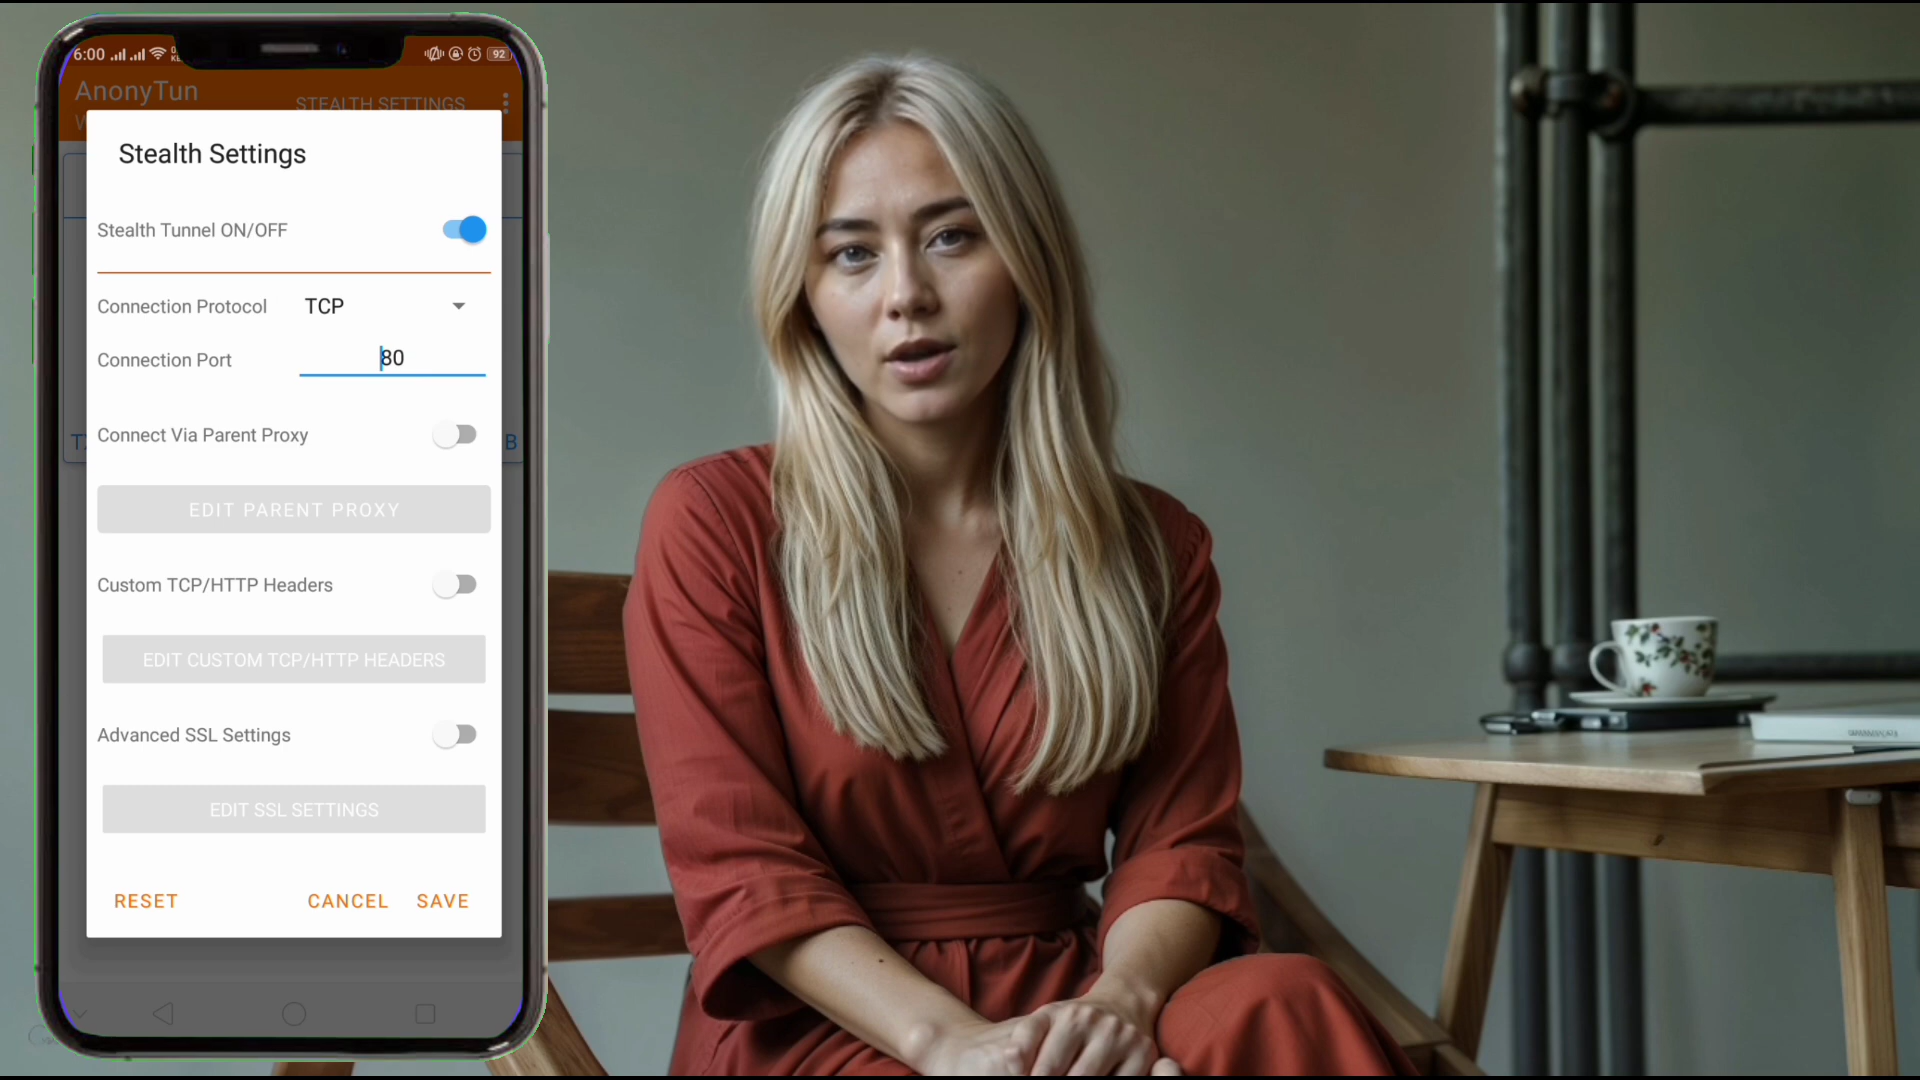 6:00
92
AnonyTun
STEALTH SETTINGS
Stealth Settings
Stealth Tunnel ON/OFF
Connection Protocol TCP
Connection Port 80
Connect Via Parent Proxy
EDIT PARENT PROXY
Custom TCP/HTTP Headers
EDIT CUSTOM TCP/HTTP HEADERS
Advanced SSL Settings
EDIT SSL SETTINGS
RESET CANCEL SAVE
B